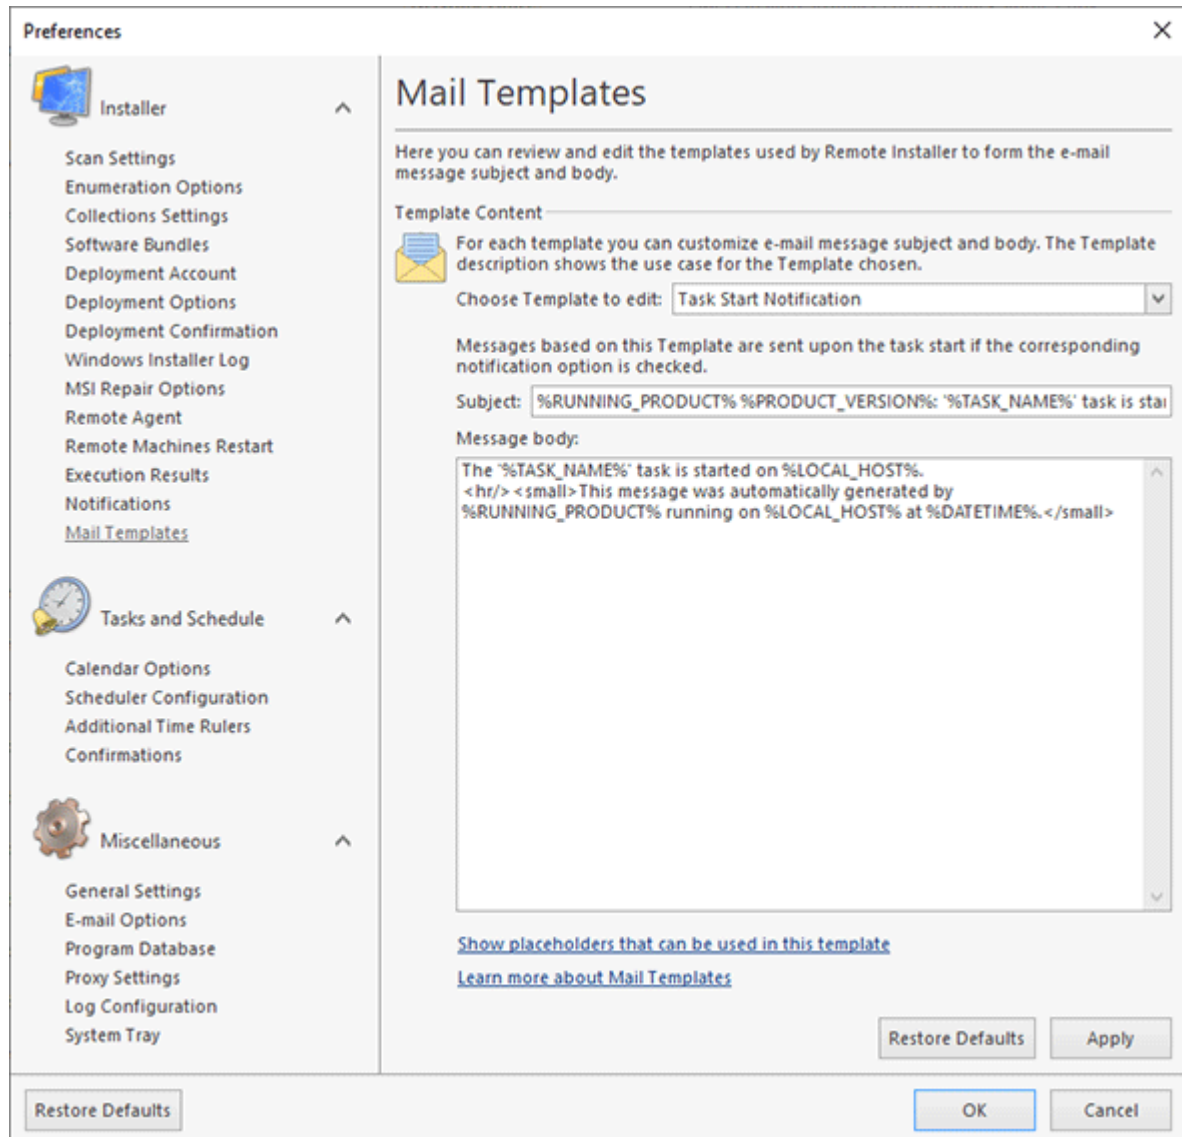 Preferences
Installer
Scan Settings
Enumeration Options
Collections Settings
Software Bundles
Deployment Account
Deployment Options
Deployment Confirmation
Windows Installer Log
MSI Repair Options
Remote Agent
Remote Machines Restart
Execution Results
Notifications
Mail Templates
Tasks and Schedule
Calendar Options
Scheduler Configuration
Additional Time Rulers
Confirmations
Miscellaneous
General Settings
E-mail Options
Program Database
Proxy Settings
Log Configuration
System Tray
Mail Templates
Here you can review and edit the templates used by Remote Installer to form the e-mail
message subject and body.
Template Content
For each template you can customize e-mail message subject and body. The Template
description shows the use case for the Template chosen.
Choose Template to edit: Task Start Notification
Messages based on this Template are sent upon the task start if the corresponding
notification option is checked.
Subject: %RUNNING_PRODUCT% %PRODUCT_VERSION%: '%TASK_NAME%' task is star
Message body:
The '%TASK_NAME%' task is started on %LOCAL_HOST%.
<hr/><small>This message was automatically generated by
%RUNNING_PRODUCT% running on %LOCAL_HOST% at %DATETIME%.</small>
Show placeholders that can be used in this template
Learn more about Mail Templates
Restore Defaults Apply
Restore Defaults OK Cancel